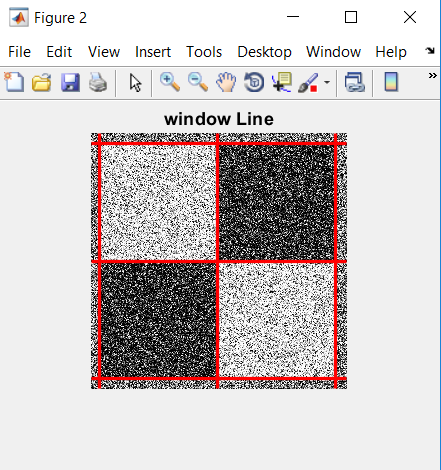 Figure 2
File Edit View Insert Tools Desktop Window Help
window Line